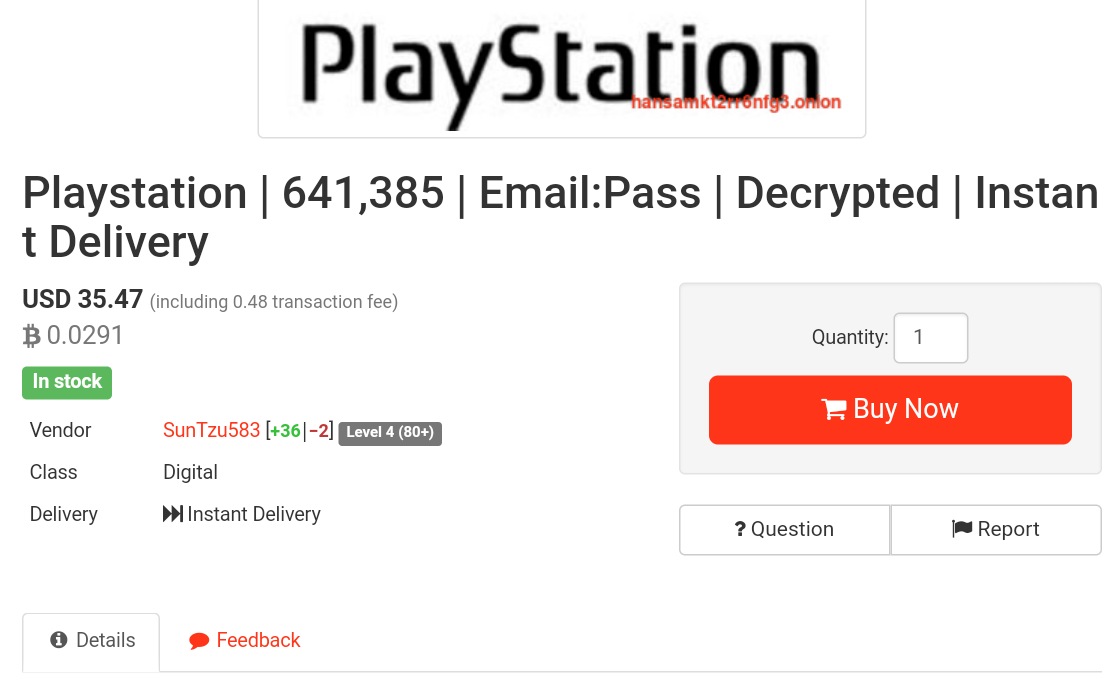 PlayStation
hansamkt2rr6nfg3.onion
Playstation | 641,385 | Email:Pass | Decrypted | Instan
t Delivery
USD 35.47 (including 0.48 transaction fee)
฿ 0.0291
In stock
Quantity: 1
Buy Now
Vendor SunTzu583 [+36|−2] Level 4 (80+)
Class Digital
Delivery Instant Delivery
? Question Report
Details Feedback